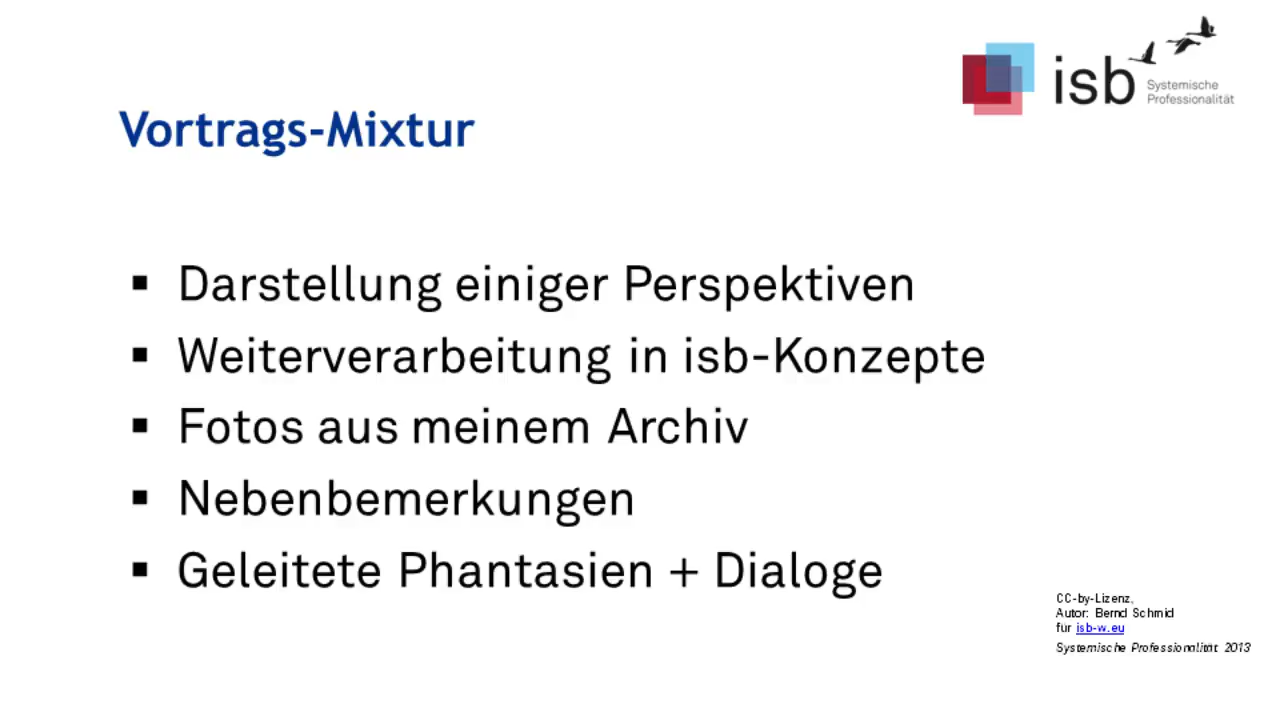 isb
Systemische
Professionalität
Vortrags-Mixtur
▪ Darstellung einiger Perspektiven
▪ Weiterverarbeitung in isb-Konzepte
▪ Fotos aus meinem Archiv
▪ Nebenbemerkungen
▪ Geleitete Phantasien + Dialoge
CC-by-Lizenz,
Autor: Bernd Schmid
für isb-w.eu
Systemische Professionalität 2013